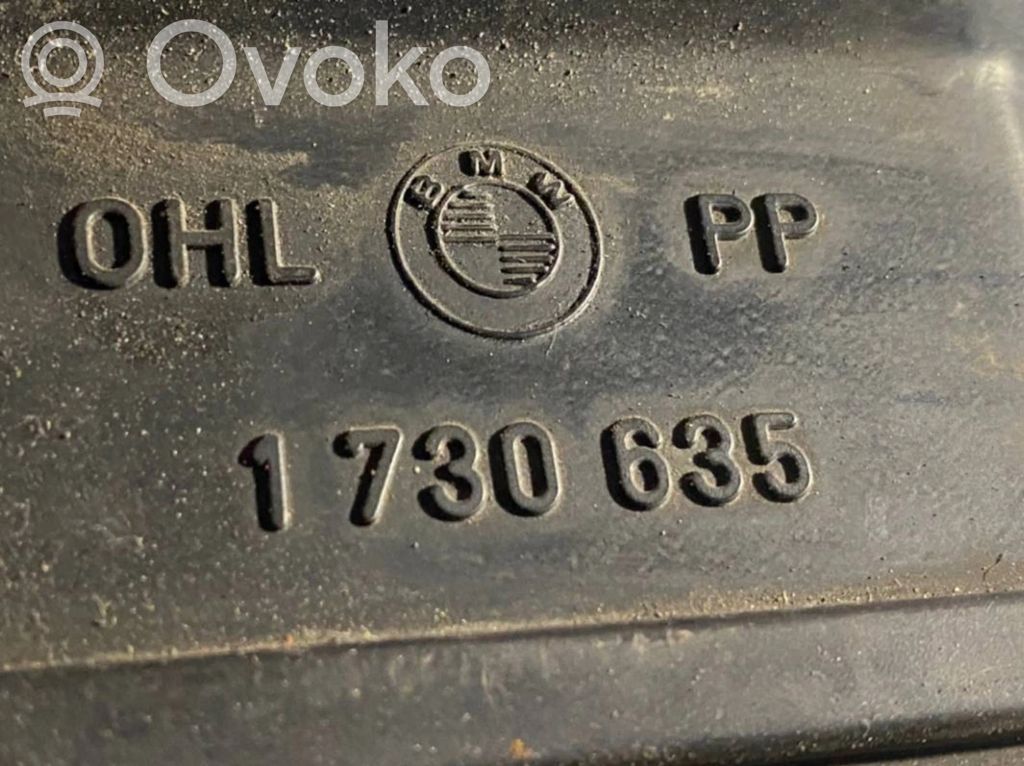 Ovoko
BMW
OHL PP
1 730 635